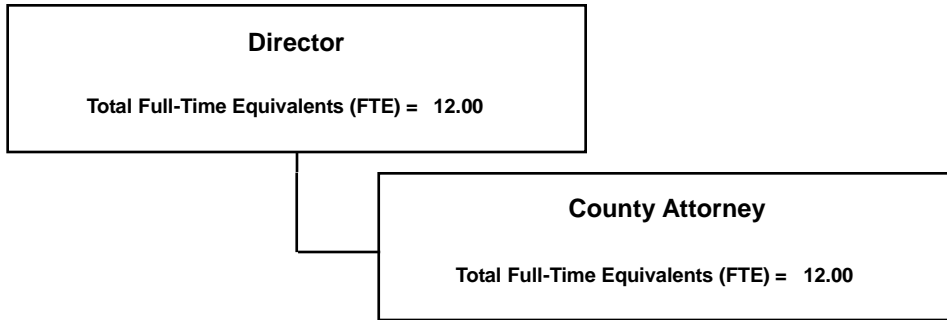 Director
Total Full-Time Equivalents (FTE) = 12.00
County Attorney
Total Full-Time Equivalents (FTE) = 12.00